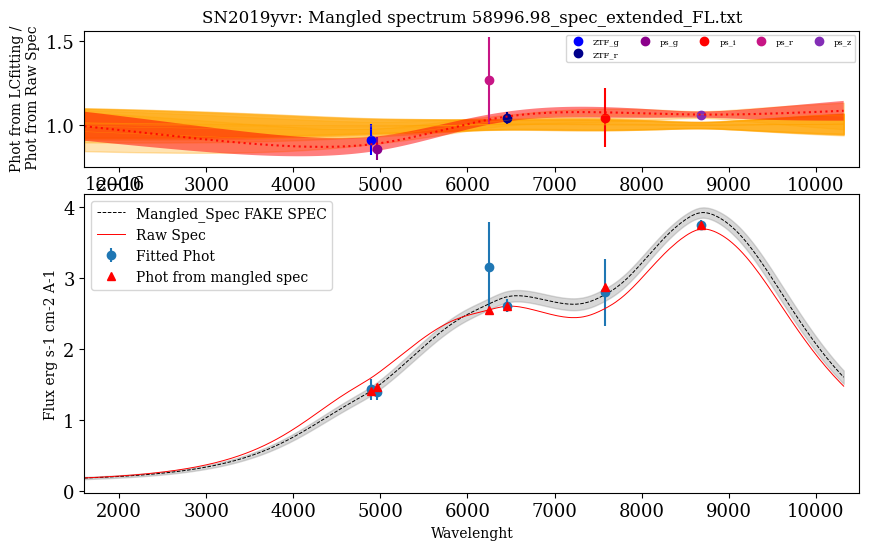 SN2019yvr: Mangled spectrum 58996.98_spec_extended_FL.txt
Phot from LCfitting /
Phot from Raw Spec
1.5
1.0
ZTF_g
ps_g
ps_i
ps_r
ps_z
ZTF_r
2000 3000 4000 5000 6000 7000 8000 9000 10000
1e−16
Flux erg s-1 cm-2 A-1
4
3
2
1
0
Mangled_Spec FAKE SPEC
Raw Spec
Fitted Phot
Phot from mangled spec
2000 3000 4000 5000 6000 7000 8000 9000 10000
Wavelenght